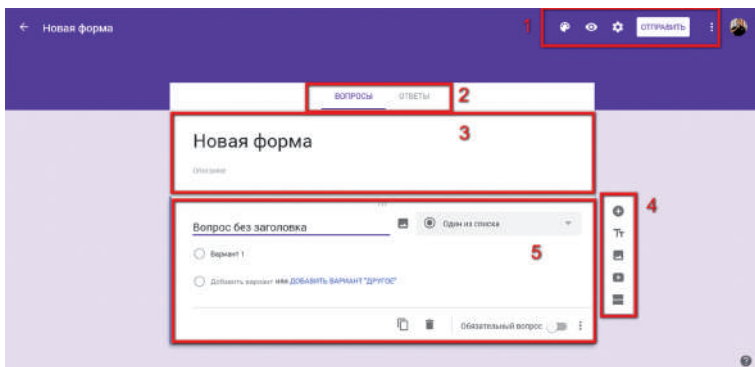 Новая форма
1
ОТПРАВИТЬ
ВОПРОСЫ ОТВЕТЫ
2
Новая форма
3
Описание
Вопрос без заголовка
Один из списка
4
Вариант 1
5
Добавить вариант или ДОБАВИТЬ ВАРИАНТ "ДРУГОЕ"
Обязательный вопрос